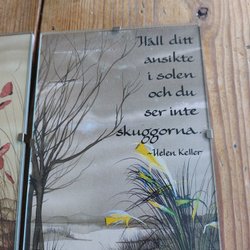 Håll ditt
ansikte
i solen
och du
ser inte
skuggorna.
~Helen Keller